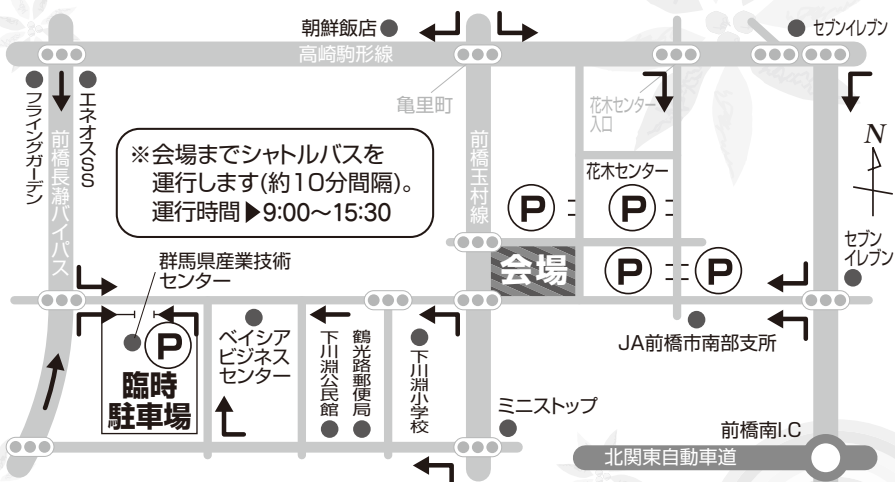 朝鮮飯店
セブンイレブン
高崎駒形線
亀里町
花木センター
入口
フライングガーデン
エネオスSS
前橋長瀞バイパス
※会場までシャトルバスを
運行します(約10分間隔)。
運行時間▶9:00〜15:30
前橋玉村線
花木センター
N
P
P
セブン
イレブン
会場
P
P
群馬県産業技術
センター
P
臨時
駐車場
ベイシア
ビジネス
センター
下川淵公民館
鶴光路郵便局
下川淵小学校
JA前橋市南部支所
ミニストップ
前橋南I.C
北関東自動車道